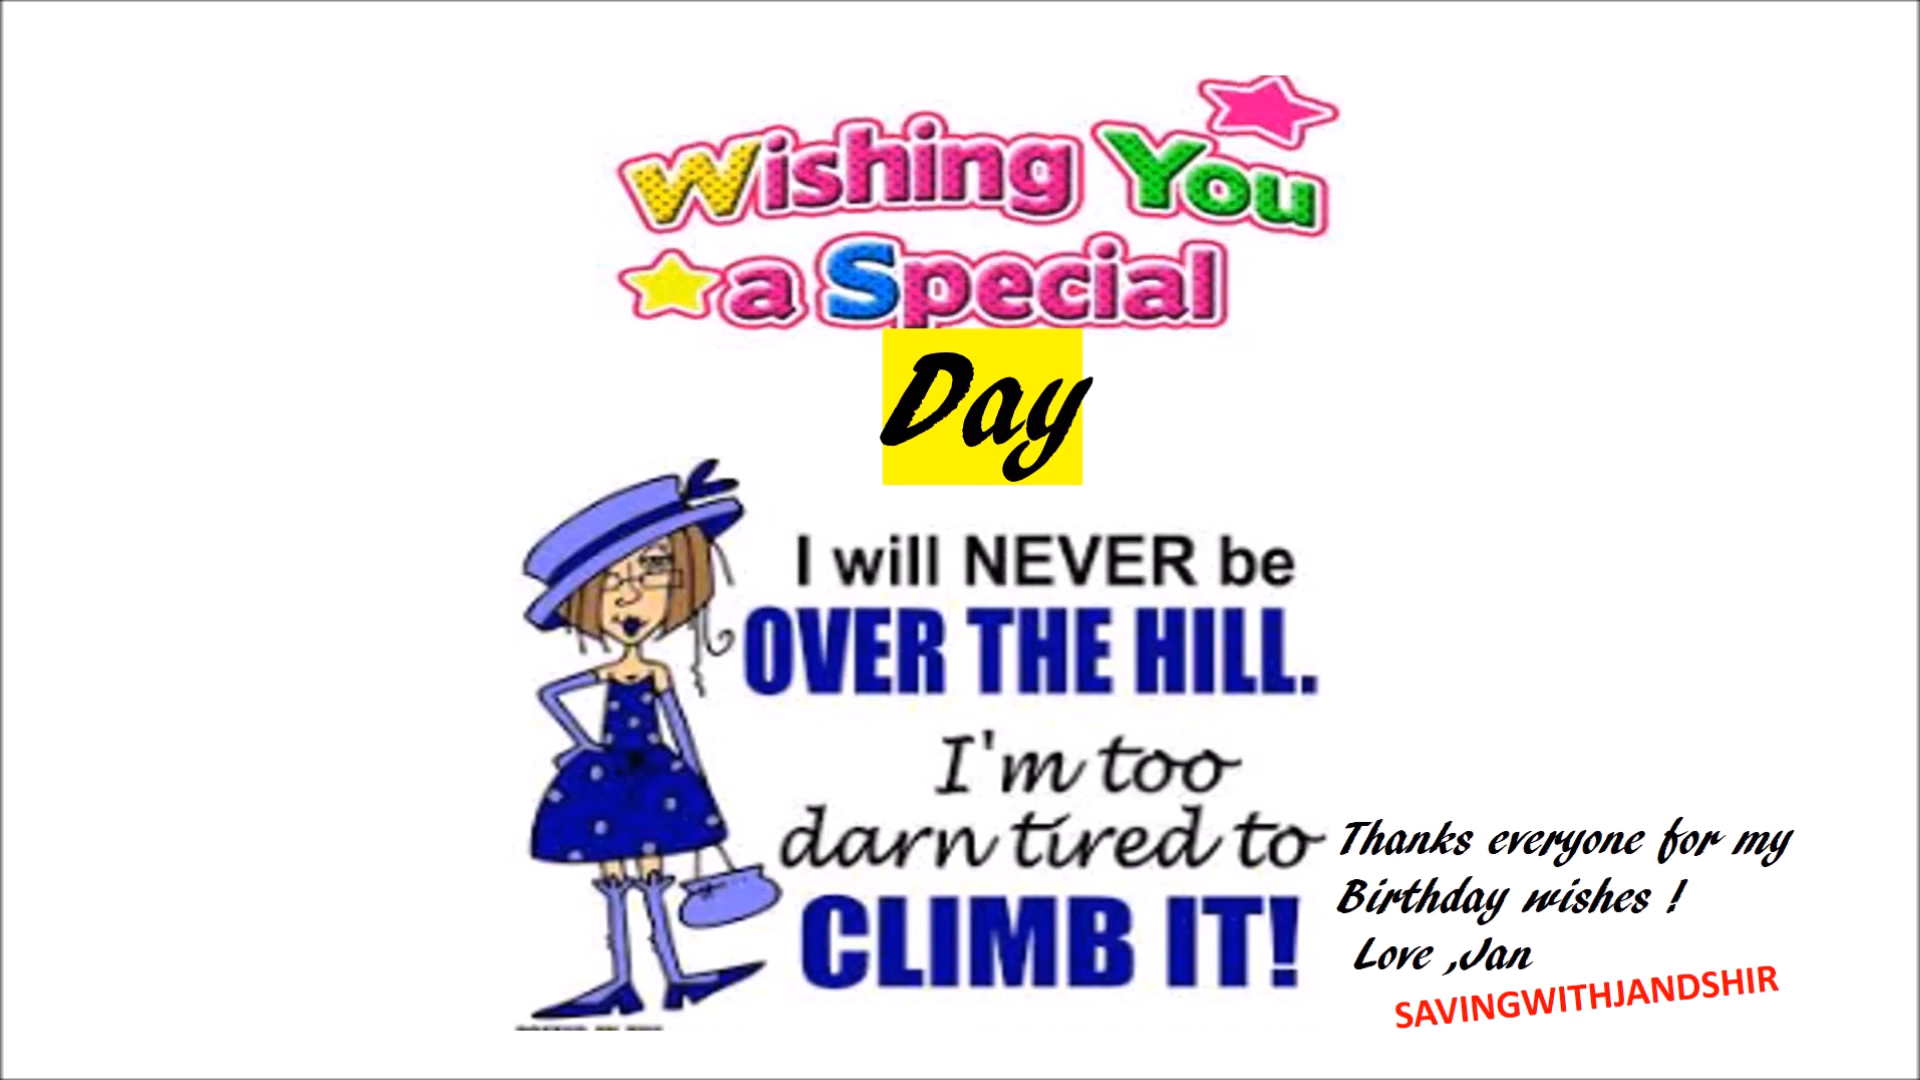 Wishing You
a Special
Day
I will NEVER be
OVER THE HILL.
I'm too
darn tired to
CLIMB IT!
Thanks everyone for my
Birthday wishes !
Love ,Jan
SAVINGWITHJANDSHIR